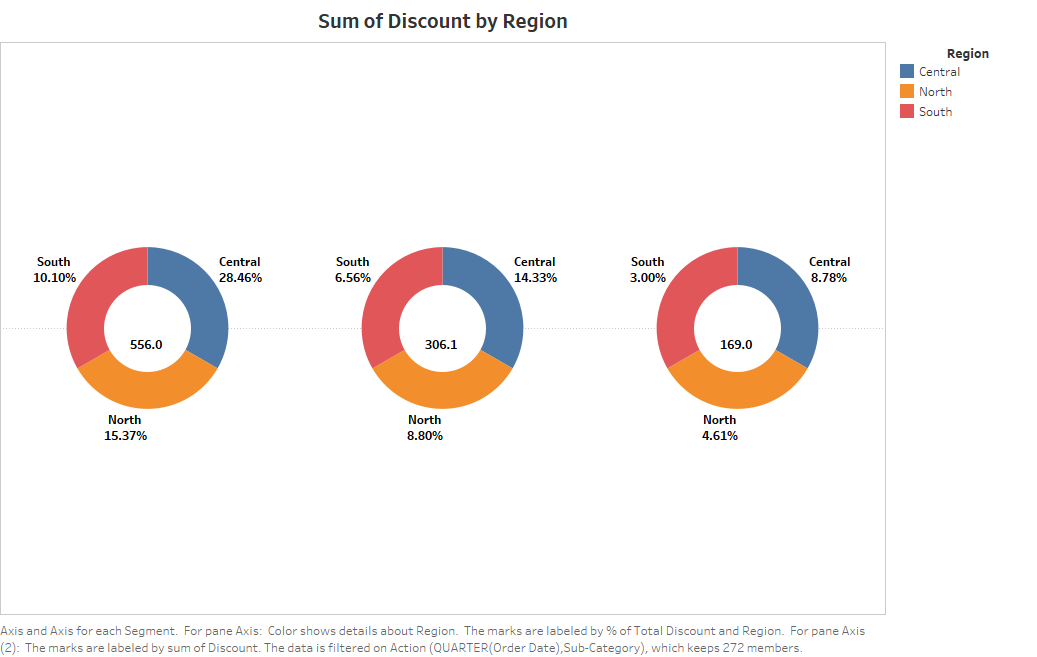 Sum of Discount by Region
Region
Central
North
South
South
10.10%
Central
28.46%
556.0
North
15.37%
South
6.56%
Central
14.33%
306.1
North
8.80%
South
3.00%
Central
8.78%
169.0
North
4.61%
Axis and Axis for each Segment.  For pane Axis:  Color shows details about Region.  The marks are labeled by % of Total Discount and Region.  For pane Axis
(2):  The marks are labeled by sum of Discount. The data is filtered on Action (QUARTER(Order Date),Sub-Category), which keeps 272 members.